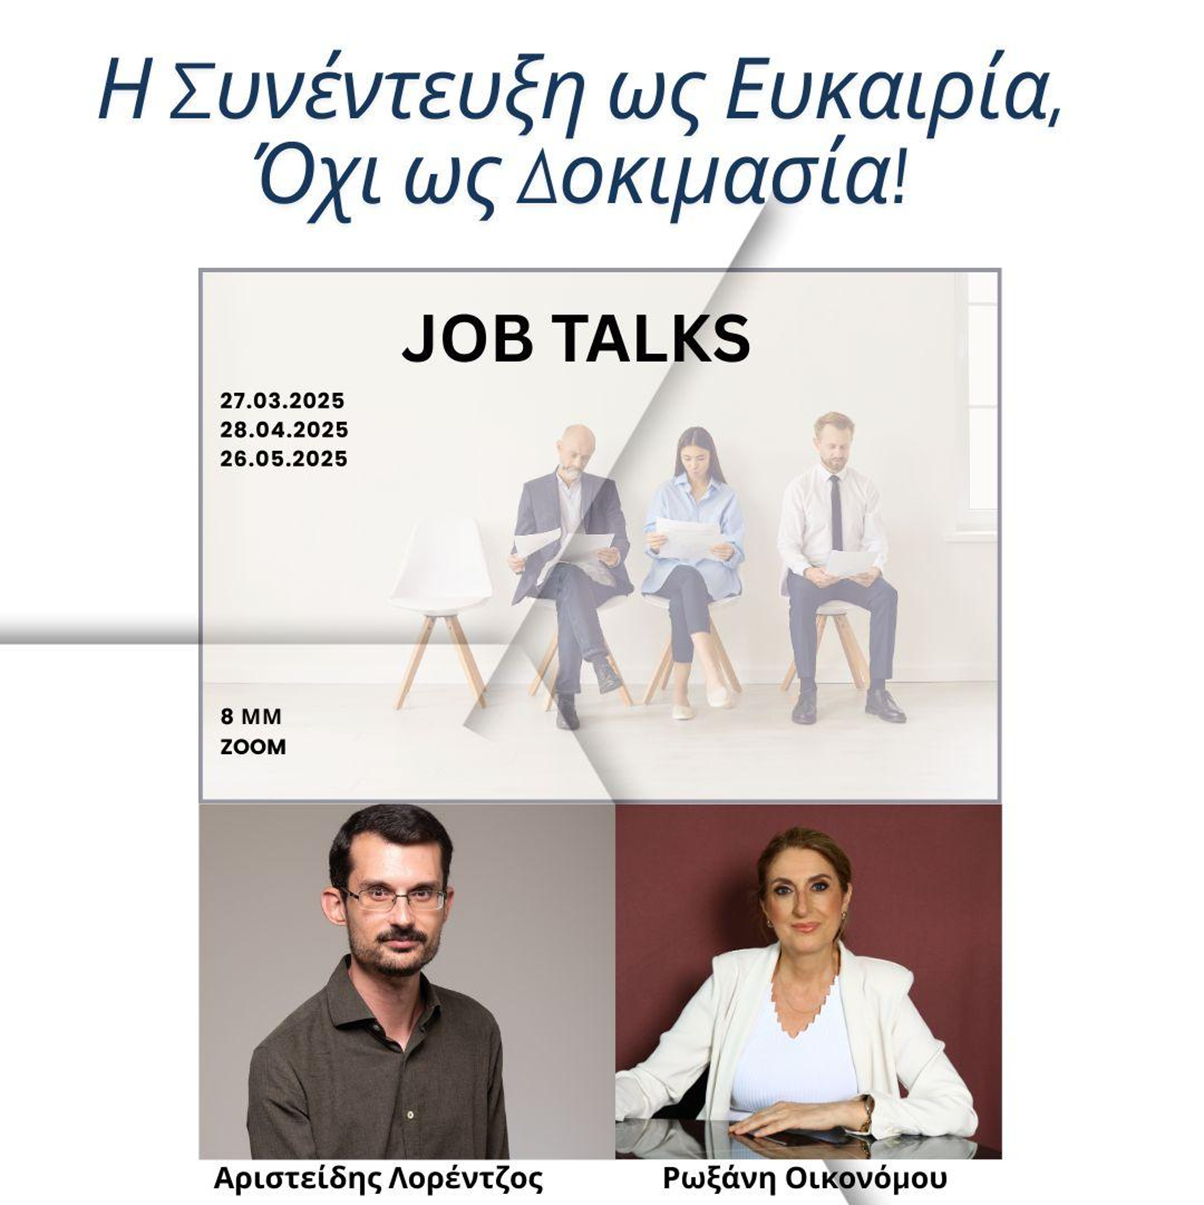 Η Συνέντευξη ως Ευκαιρία,
Όχι ως Δοκιμασία!
JOB TALKS
27.03.2025
28.04.2025
26.05.2025
8 ΜΜ
ZOOM
Αριστείδης Λορέντζος
Ρωξάνη Οικονόμου